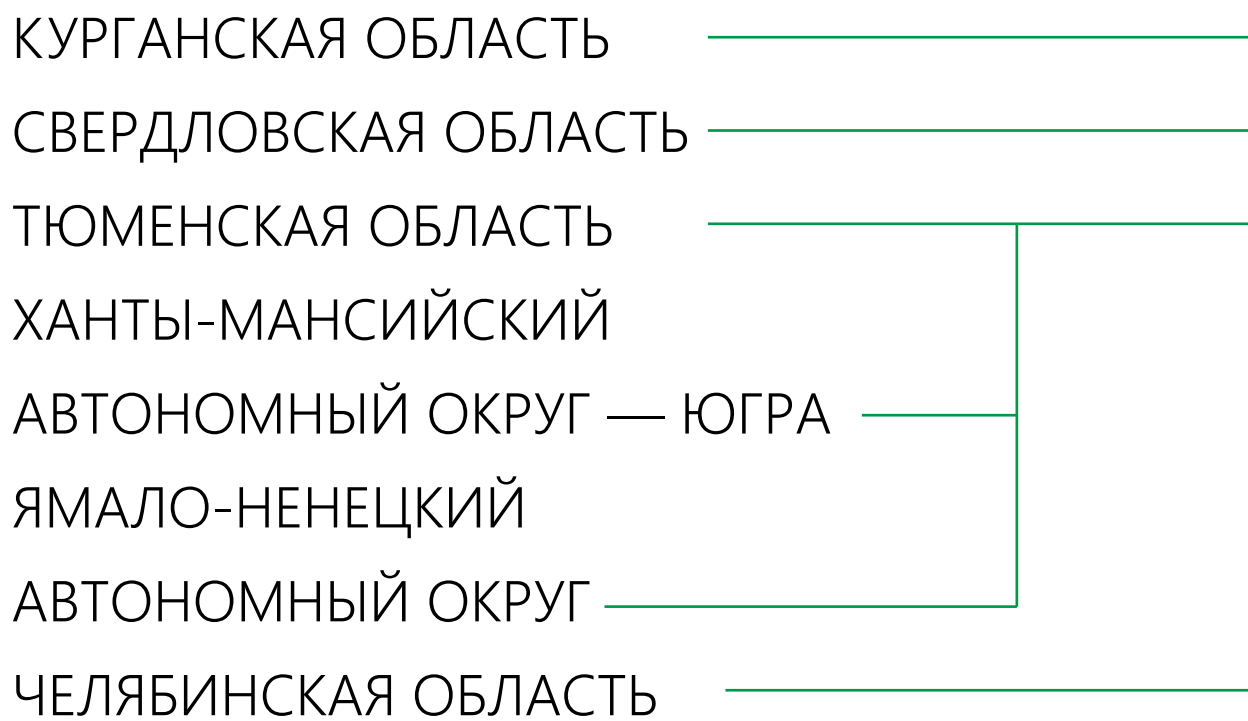 КУРГАНСКАЯ ОБЛАСТЬ
СВЕРДЛОВСКАЯ ОБЛАСТЬ
ТЮМЕНСКАЯ ОБЛАСТЬ
ХАНТЫ-МАНСИЙСКИЙ
АВТОНОМНЫЙ ОКРУГ — ЮГРА
ЯМАЛО-НЕНЕЦКИЙ
АВТОНОМНЫЙ ОКРУГ
ЧЕЛЯБИНСКАЯ ОБЛАСТЬ